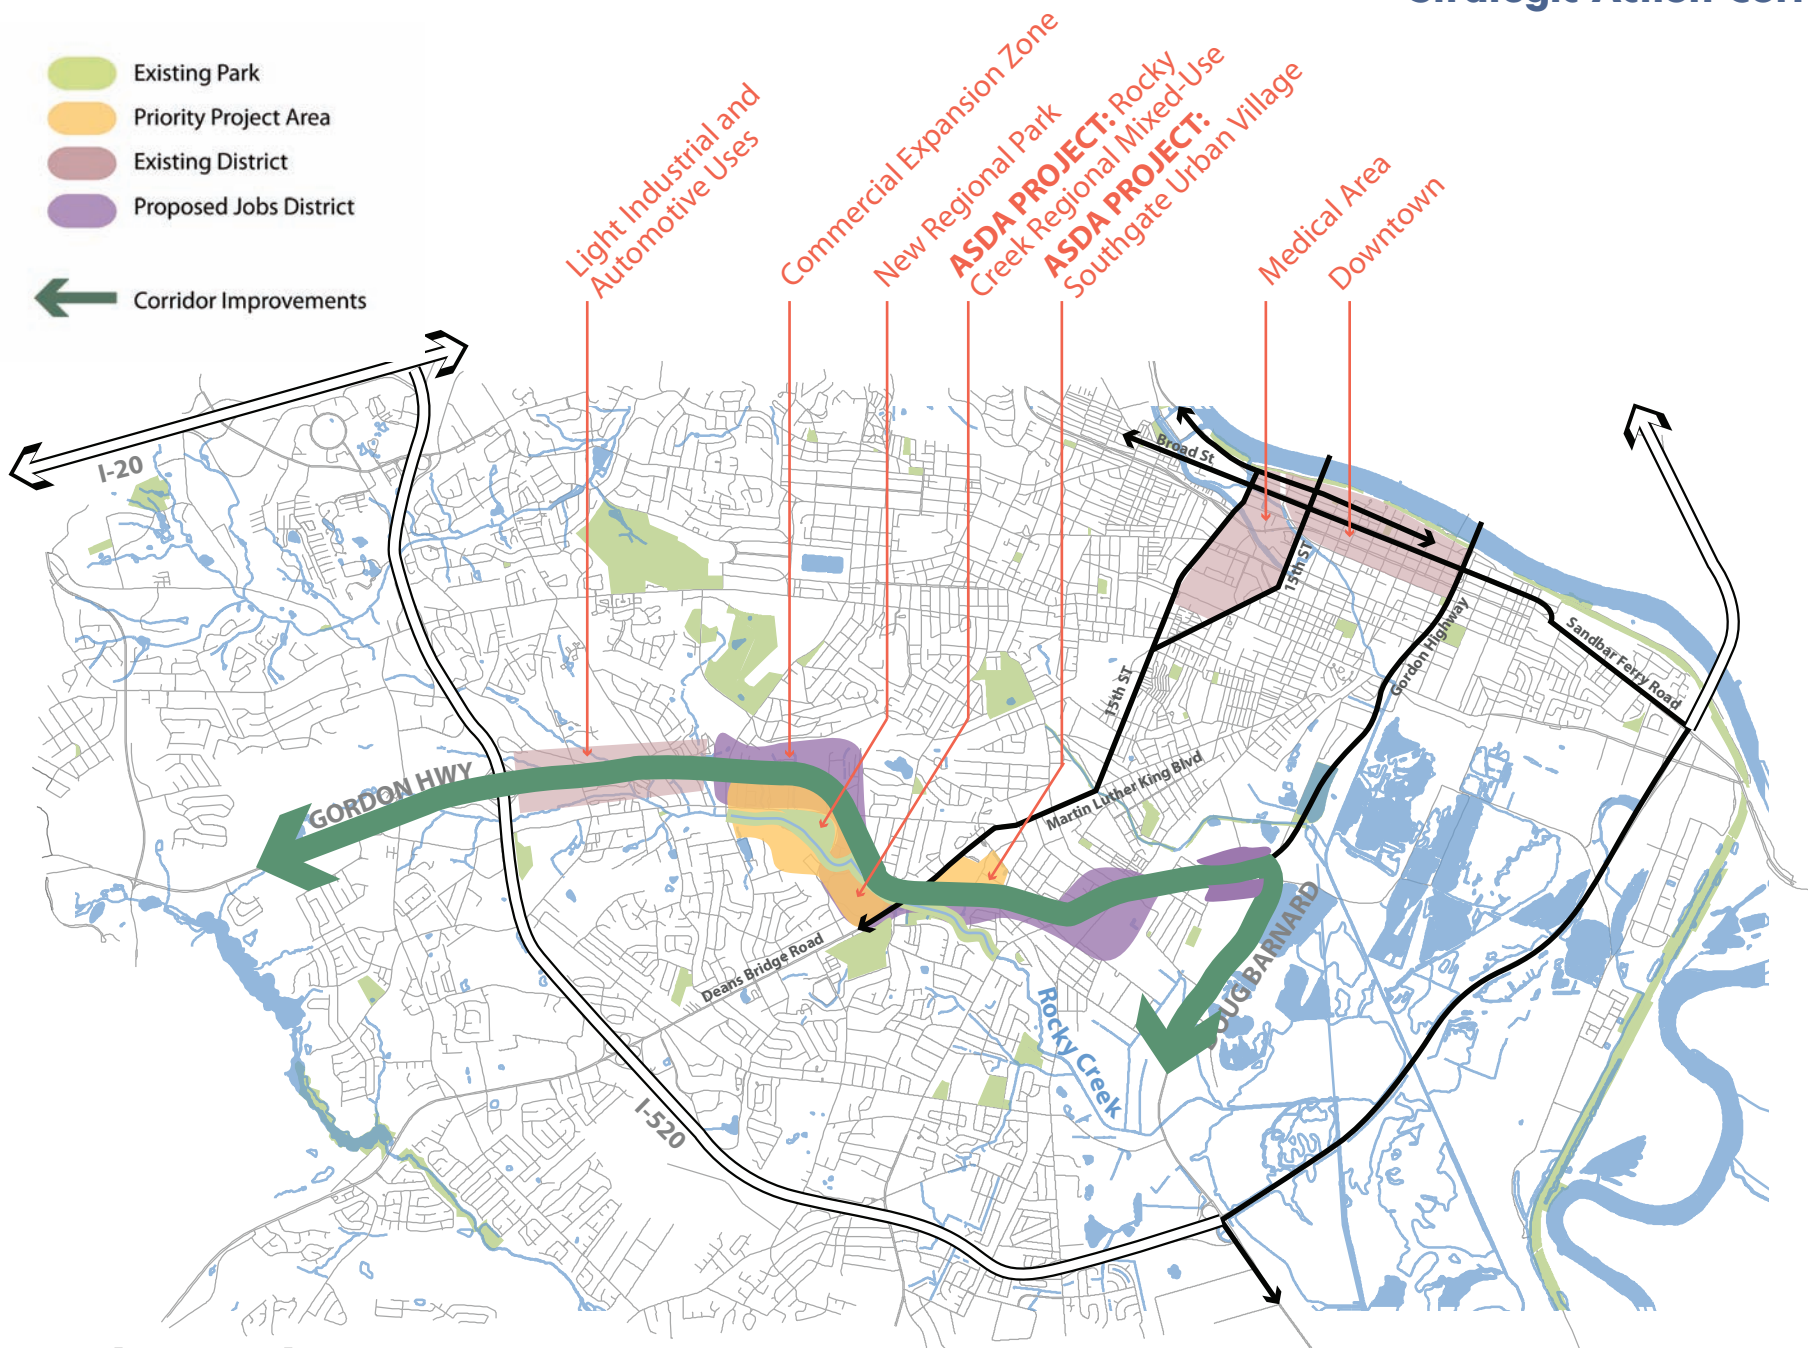 Existing Park
Priority Project Area
Existing District
Proposed Jobs District
Corridor Improvements
Light Industrial and
Automotive Uses
Commercial Expansion Zone
New Regional Park
ASDA PROJECT: Rocky
Creek Regional Mixed-Use
ASDA PROJECT:
Southgate Urban Village
Medical Area
Downtown
I-20
Broad St
15th ST
Gordon Highway
Sandbar Ferry Road
15th ST
Martin Luther King Blvd
GORDON HWY
Deans Bridge Road
OUG BARNARD
Rocky Creek
I-520